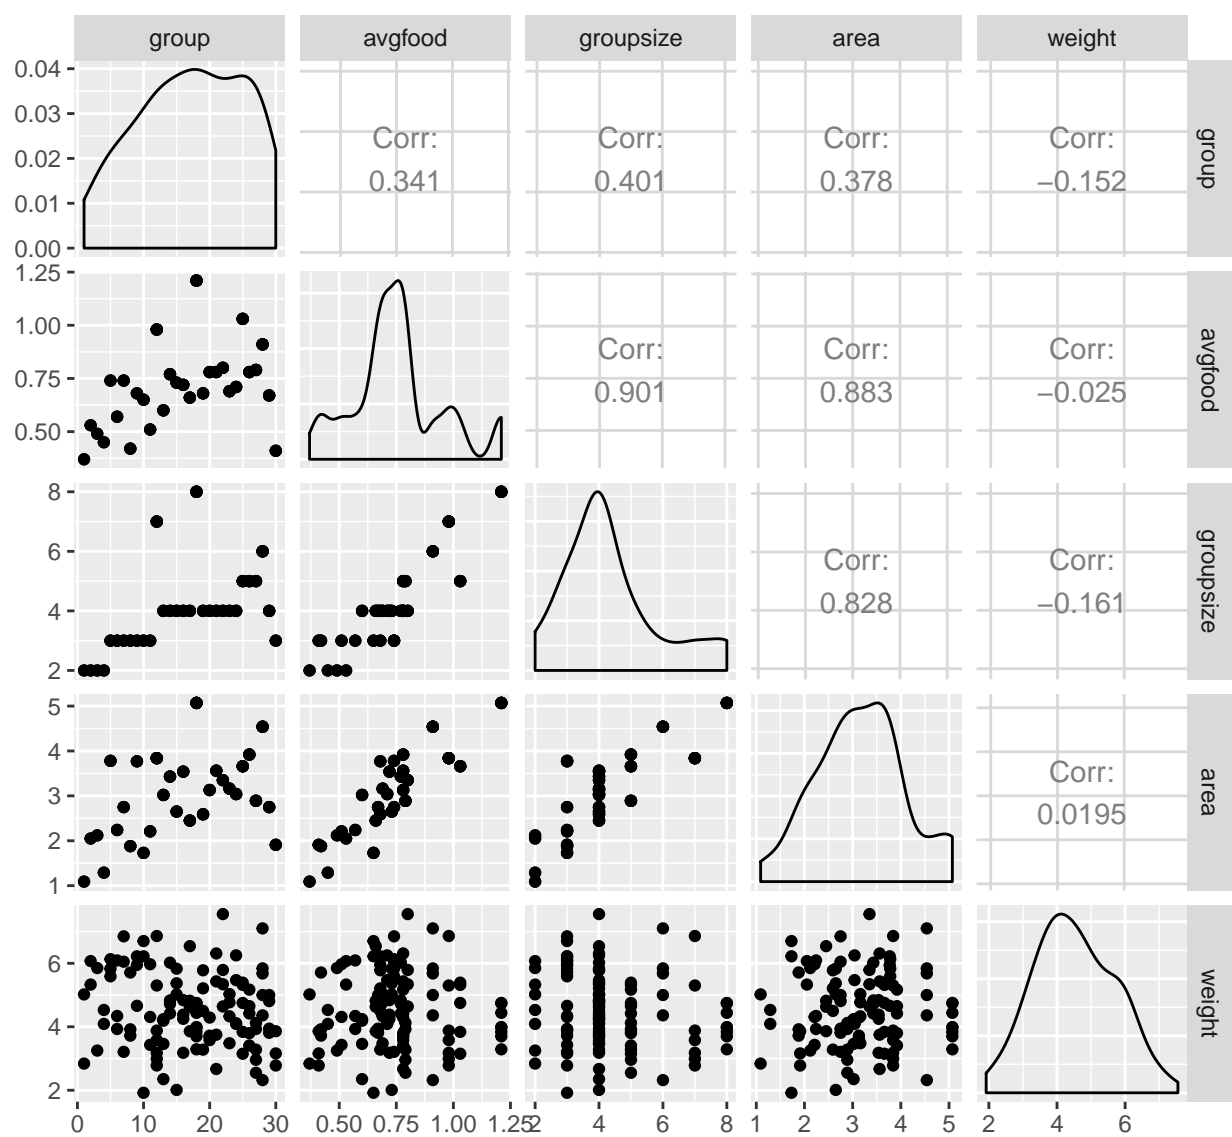 group avgfood groupsize area weight
0.04
0.03
0.02
0.01
0.00
Corr:
0.341
Corr:
0.401
Corr:
0.378
Corr:
−0.152
group
1.25
1.00
0.75
0.50
Corr:
0.901
Corr:
0.883
Corr:
−0.025
avgfood
8
6
4
2
Corr:
0.828
Corr:
−0.161
groupsize
5
4
3
2
1
Corr:
0.0195
area
6
4
2
weight
0 10 20 30 0.50 0.75 1.00 1.25 2 4 6 8 1 2 3 4 5 2 4 6